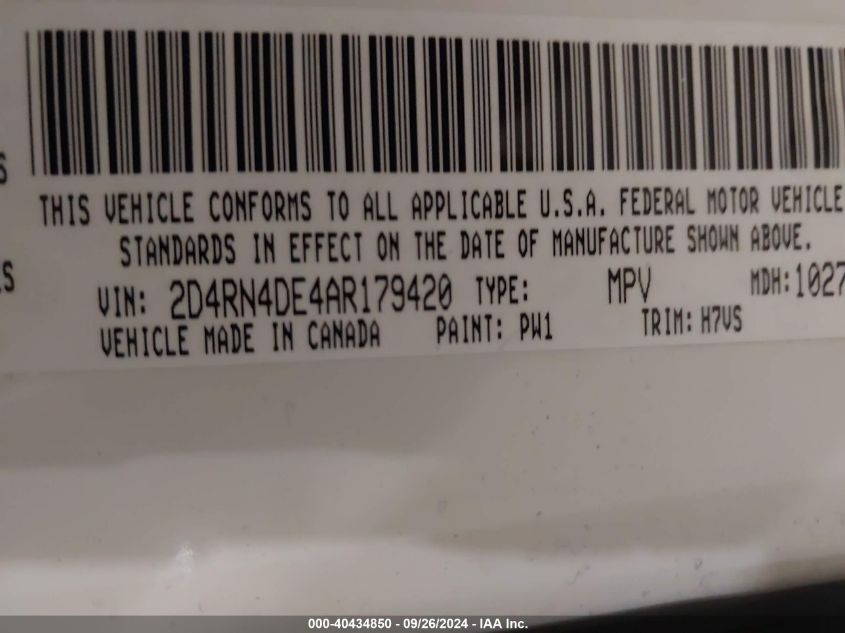 S
THIS VEHICLE CONFORMS TO ALL APPLICABLE U.S.A. FEDERAL MOTOR VEHICLE
STANDARDS IN EFFECT ON THE DATE OF MANUFACTURE SHOWN ABOVE.
S
VIN: 2D4RN4DE4AR179420 TYPE: MPV MDH: 1027
VEHICLE MADE IN CANADA PAINT: PW1 TRIM: H7VS
000-40434850 - 09/26/2024 - IAA Inc.